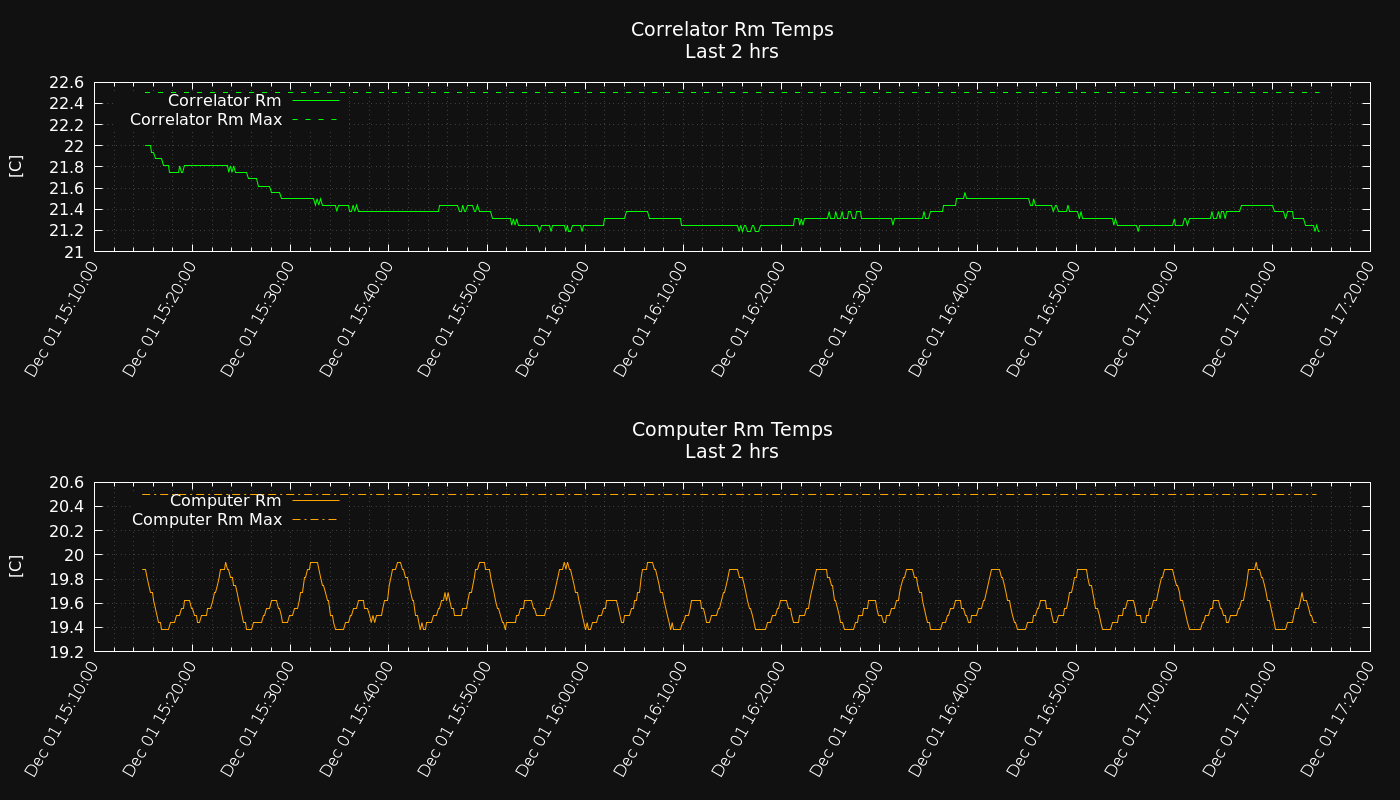 Correlator Rm Temps
Last 2 hrs
22.6
22.4
22.2
22
21.8
21.6
21.4
21.2
21
[C]
Correlator Rm
Correlator Rm Max
Dec 01 15:10:00
Dec 01 15:20:00
Dec 01 15:30:00
Dec 01 15:40:00
Dec 01 15:50:00
Dec 01 16:00:00
Dec 01 16:10:00
Dec 01 16:20:00
Dec 01 16:30:00
Dec 01 16:40:00
Dec 01 16:50:00
Dec 01 17:00:00
Dec 01 17:10:00
Dec 01 17:20:00
Computer Rm Temps
Last 2 hrs
20.6
20.4
20.2
20
19.8
19.6
19.4
19.2
[C]
Computer Rm
Computer Rm Max
Dec 01 15:10:00
Dec 01 15:20:00
Dec 01 15:30:00
Dec 01 15:40:00
Dec 01 15:50:00
Dec 01 16:00:00
Dec 01 16:10:00
Dec 01 16:20:00
Dec 01 16:30:00
Dec 01 16:40:00
Dec 01 16:50:00
Dec 01 17:00:00
Dec 01 17:10:00
Dec 01 17:20:00